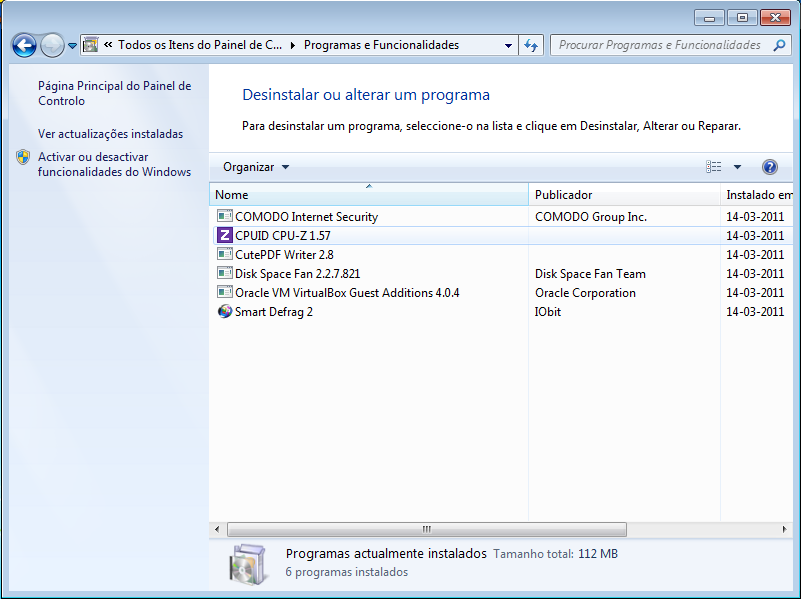 « Todos os Itens do Painel de C... Programas e Funcionalidades Procurar Programas e Funcionalidades
Página Principal do Painel de
Controlo
Ver actualizações instaladas
Activar ou desactivar
funcionalidades do Windows
Desinstalar ou alterar um programa
Para desinstalar um programa, seleccione-o na lista e clique em Desinstalar, Alterar ou Reparar.
Organizar
Nome Publicador Instalado em
COMODO Internet Security COMODO Group Inc. 14-03-2011
Z CPUID CPU-Z 1.57 14-03-2011
CutePDF Writer 2.8 14-03-2011
Disk Space Fan 2.2.7.821 Disk Space Fan Team 14-03-2011
Oracle VM VirtualBox Guest Additions 4.0.4 Oracle Corporation 14-03-2011
Smart Defrag 2 IObit 14-03-2011
Programas actualmente instalados Tamanho total: 112 MB
6 programas instalados